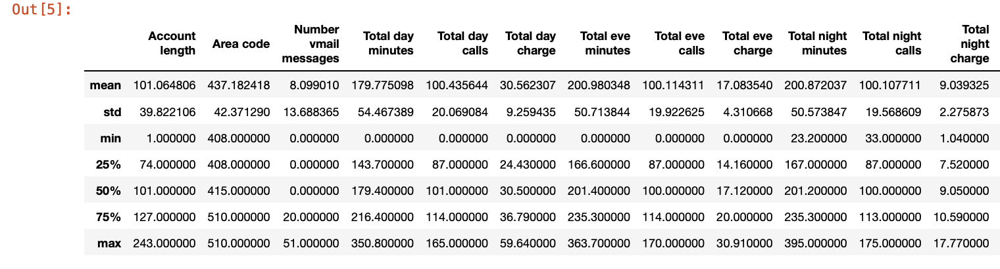 Out[5]:
Account length Area code Number vmail messages Total day minutes Total day calls Total day charge Total eve minutes Total eve calls Total eve charge Total night minutes Total night calls Total night charge
mean 101.064806 437.182418 8.099010 179.775098 100.435644 30.562307 200.980348 100.114311 17.083540 200.872037 100.107711 9.039325
std 39.822106 42.371290 13.688365 54.467389 20.069084 9.259435 50.713844 19.922625 4.310668 50.573847 19.568609 2.275873
min 1.000000 408.000000 0.000000 0.000000 0.000000 0.000000 0.000000 0.000000 0.000000 23.200000 33.000000 1.040000
25% 74.000000 408.000000 0.000000 143.700000 87.000000 24.430000 166.600000 87.000000 14.160000 167.000000 87.000000 7.520000
50% 101.000000 415.000000 0.000000 179.400000 101.000000 30.500000 201.400000 100.000000 17.120000 201.200000 100.000000 9.050000
75% 127.000000 510.000000 20.000000 216.400000 114.000000 36.790000 235.300000 114.000000 20.000000 235.300000 113.000000 10.590000
max 243.000000 510.000000 51.000000 350.800000 165.000000 59.640000 363.700000 170.000000 30.910000 395.000000 175.000000 17.770000